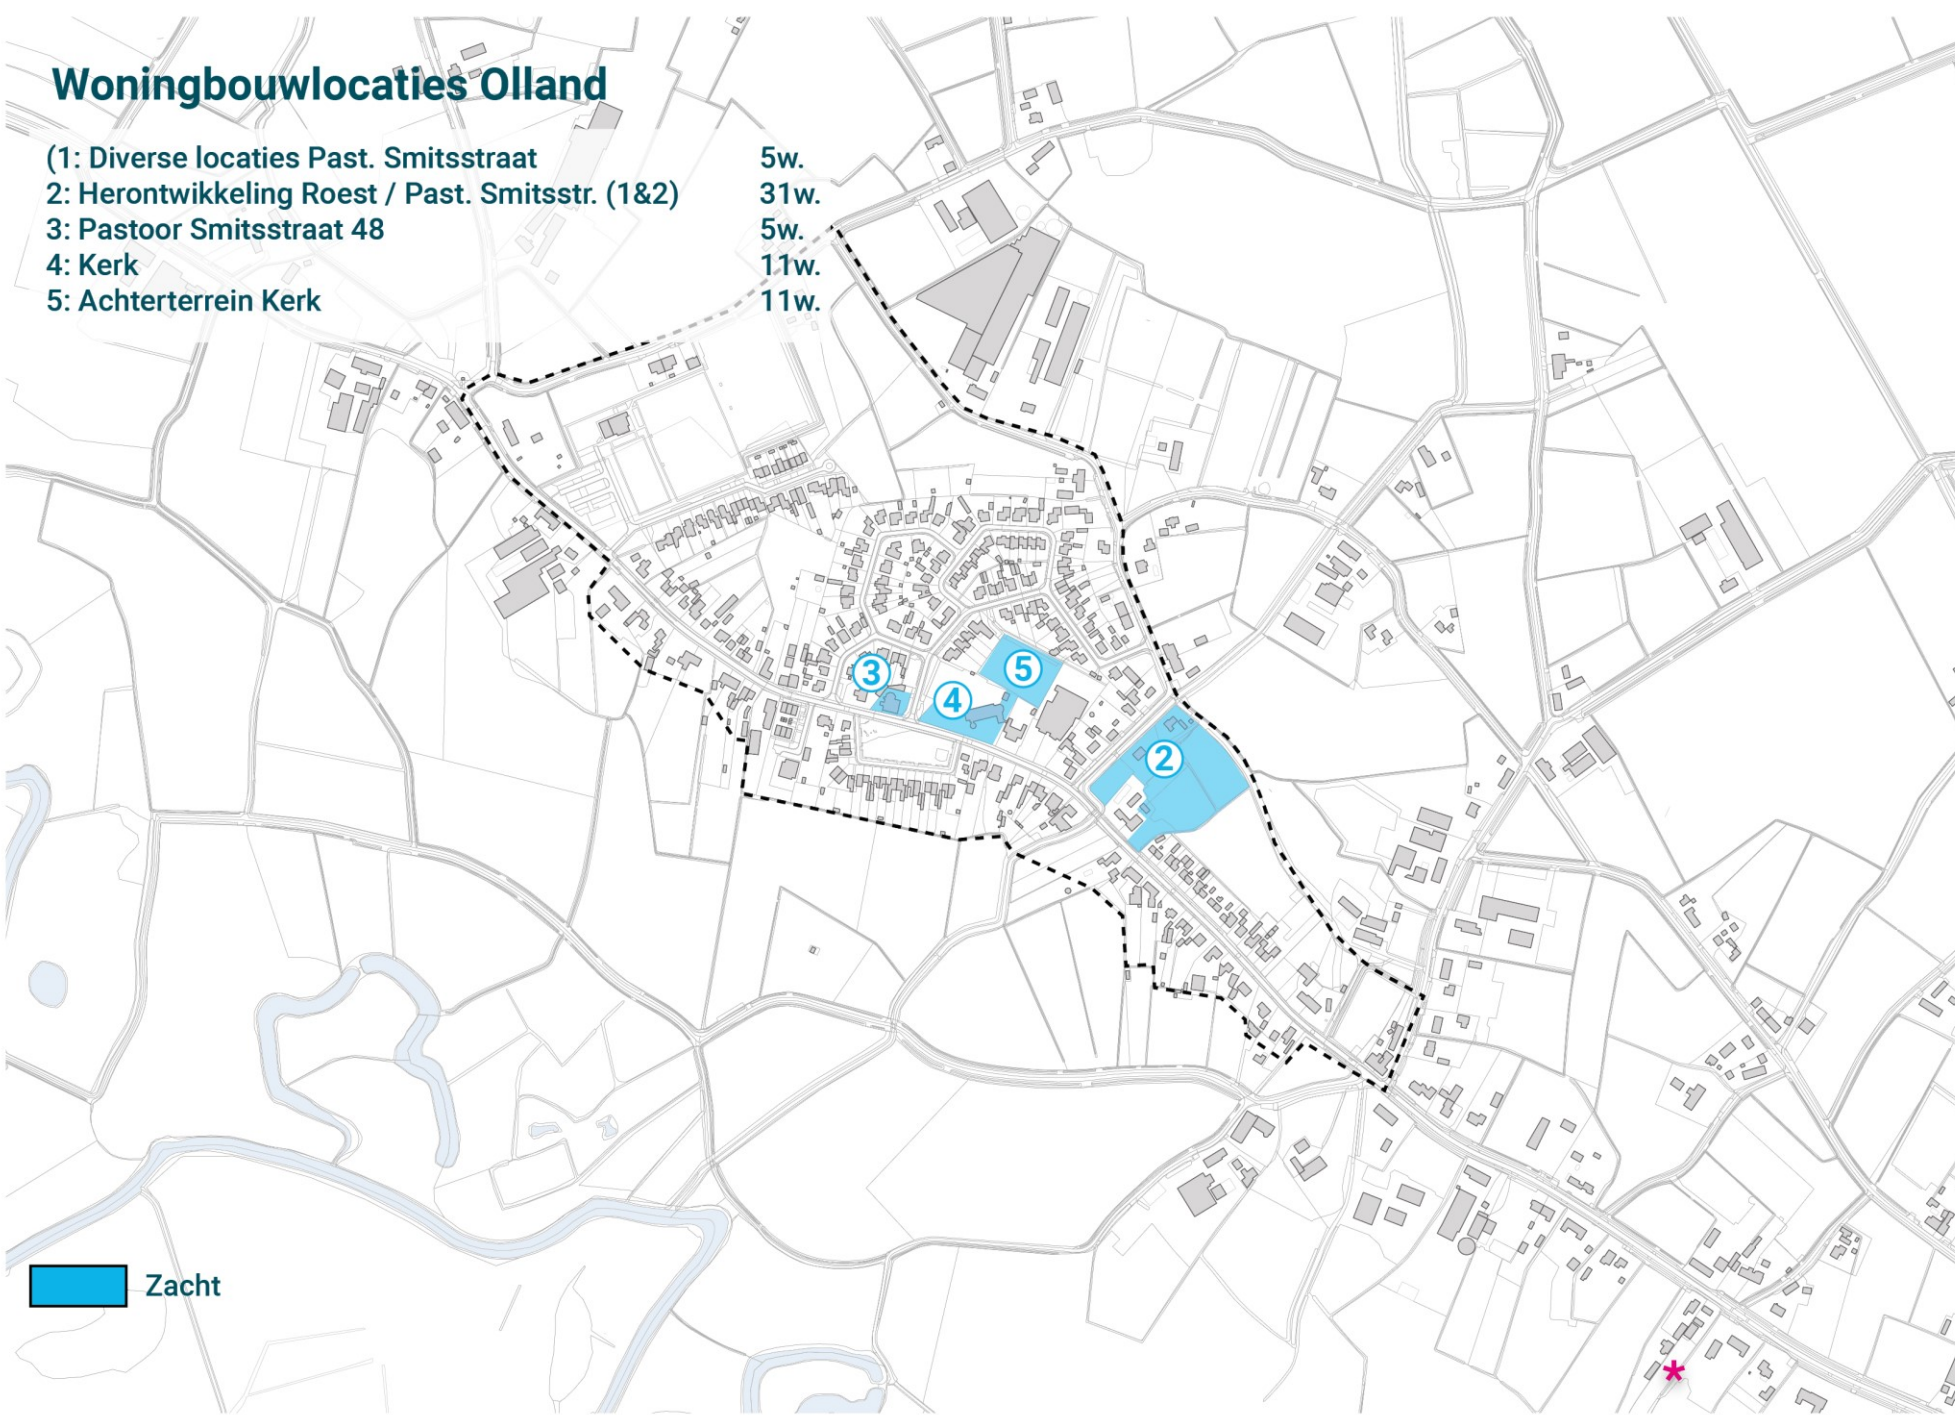 Woningbouwlocaties Olland
(1: Diverse locaties Past. Smitsstraat 5w.
2: Herontwikkeling Roest / Past. Smitsstr. (1&2) 31w.
3: Pastoor Smitsstraat 48 5w.
4: Kerk 11w.
5: Achterterrein Kerk 11w.
3
5
4
2
Zacht
*